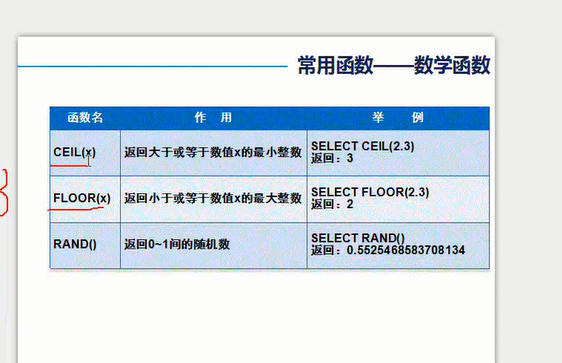 常用函数——数学函数
函数名 作 用 举 例
CEIL(x) 返回大于或等于数值x的最小整数 SELECT CEIL(2.3)
返回：3
FLOOR(x) 返回小于或等于数值x的最大整数 SELECT FLOOR(2.3)
返回：2
RAND() 返回0~1间的随机数 SELECT RAND()
返回：0.5525468583708134